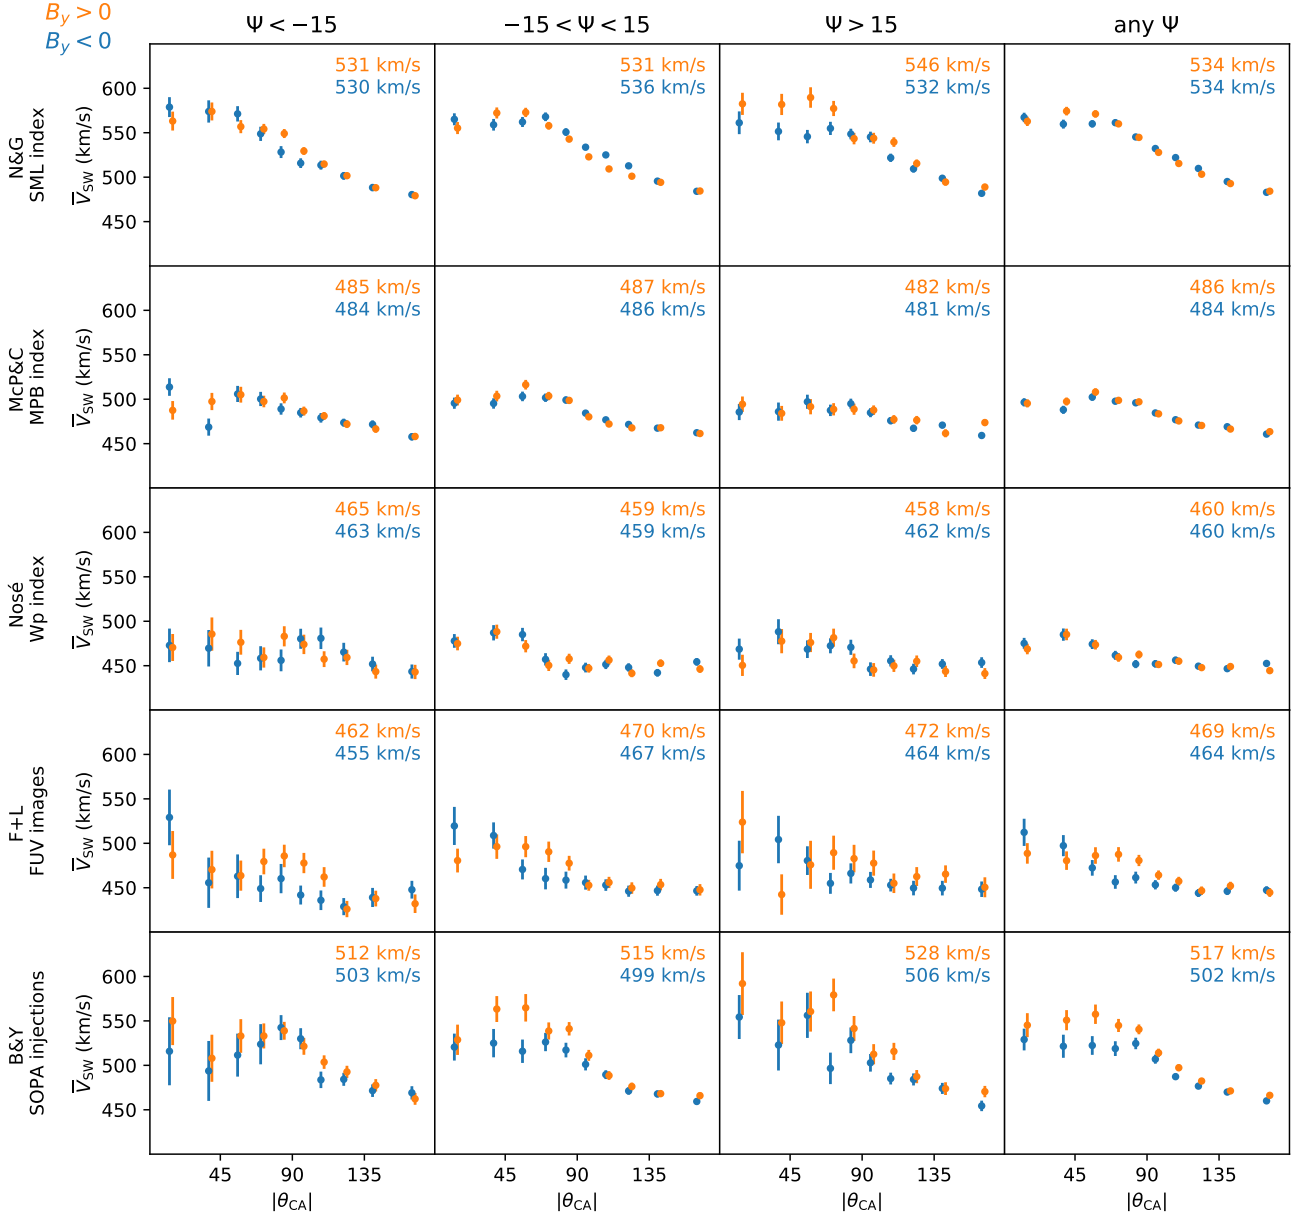 B_y > 0
B_y < 0
Ψ < −15
−15 < Ψ < 15
Ψ > 15
any Ψ
N&G
SML index
V̅_SW (km/s)
600
550
500
450
531 km/s
530 km/s
531 km/s
536 km/s
546 km/s
532 km/s
534 km/s
534 km/s
McP&C
MPB index
V̅_SW (km/s)
600
550
500
450
485 km/s
484 km/s
487 km/s
486 km/s
482 km/s
481 km/s
486 km/s
484 km/s
Nosé
Wp index
V̅_SW (km/s)
600
550
500
450
465 km/s
463 km/s
459 km/s
459 km/s
458 km/s
462 km/s
460 km/s
460 km/s
F+L
FUV images
V̅_SW (km/s)
600
550
500
450
462 km/s
455 km/s
470 km/s
467 km/s
472 km/s
464 km/s
469 km/s
464 km/s
B&Y
SOPA injections
V̅_SW (km/s)
600
550
500
450
512 km/s
503 km/s
515 km/s
499 km/s
528 km/s
506 km/s
517 km/s
502 km/s
45 90 135
45 90 135
45 90 135
45 90 135
|θ_CA|
|θ_CA|
|θ_CA|
|θ_CA|